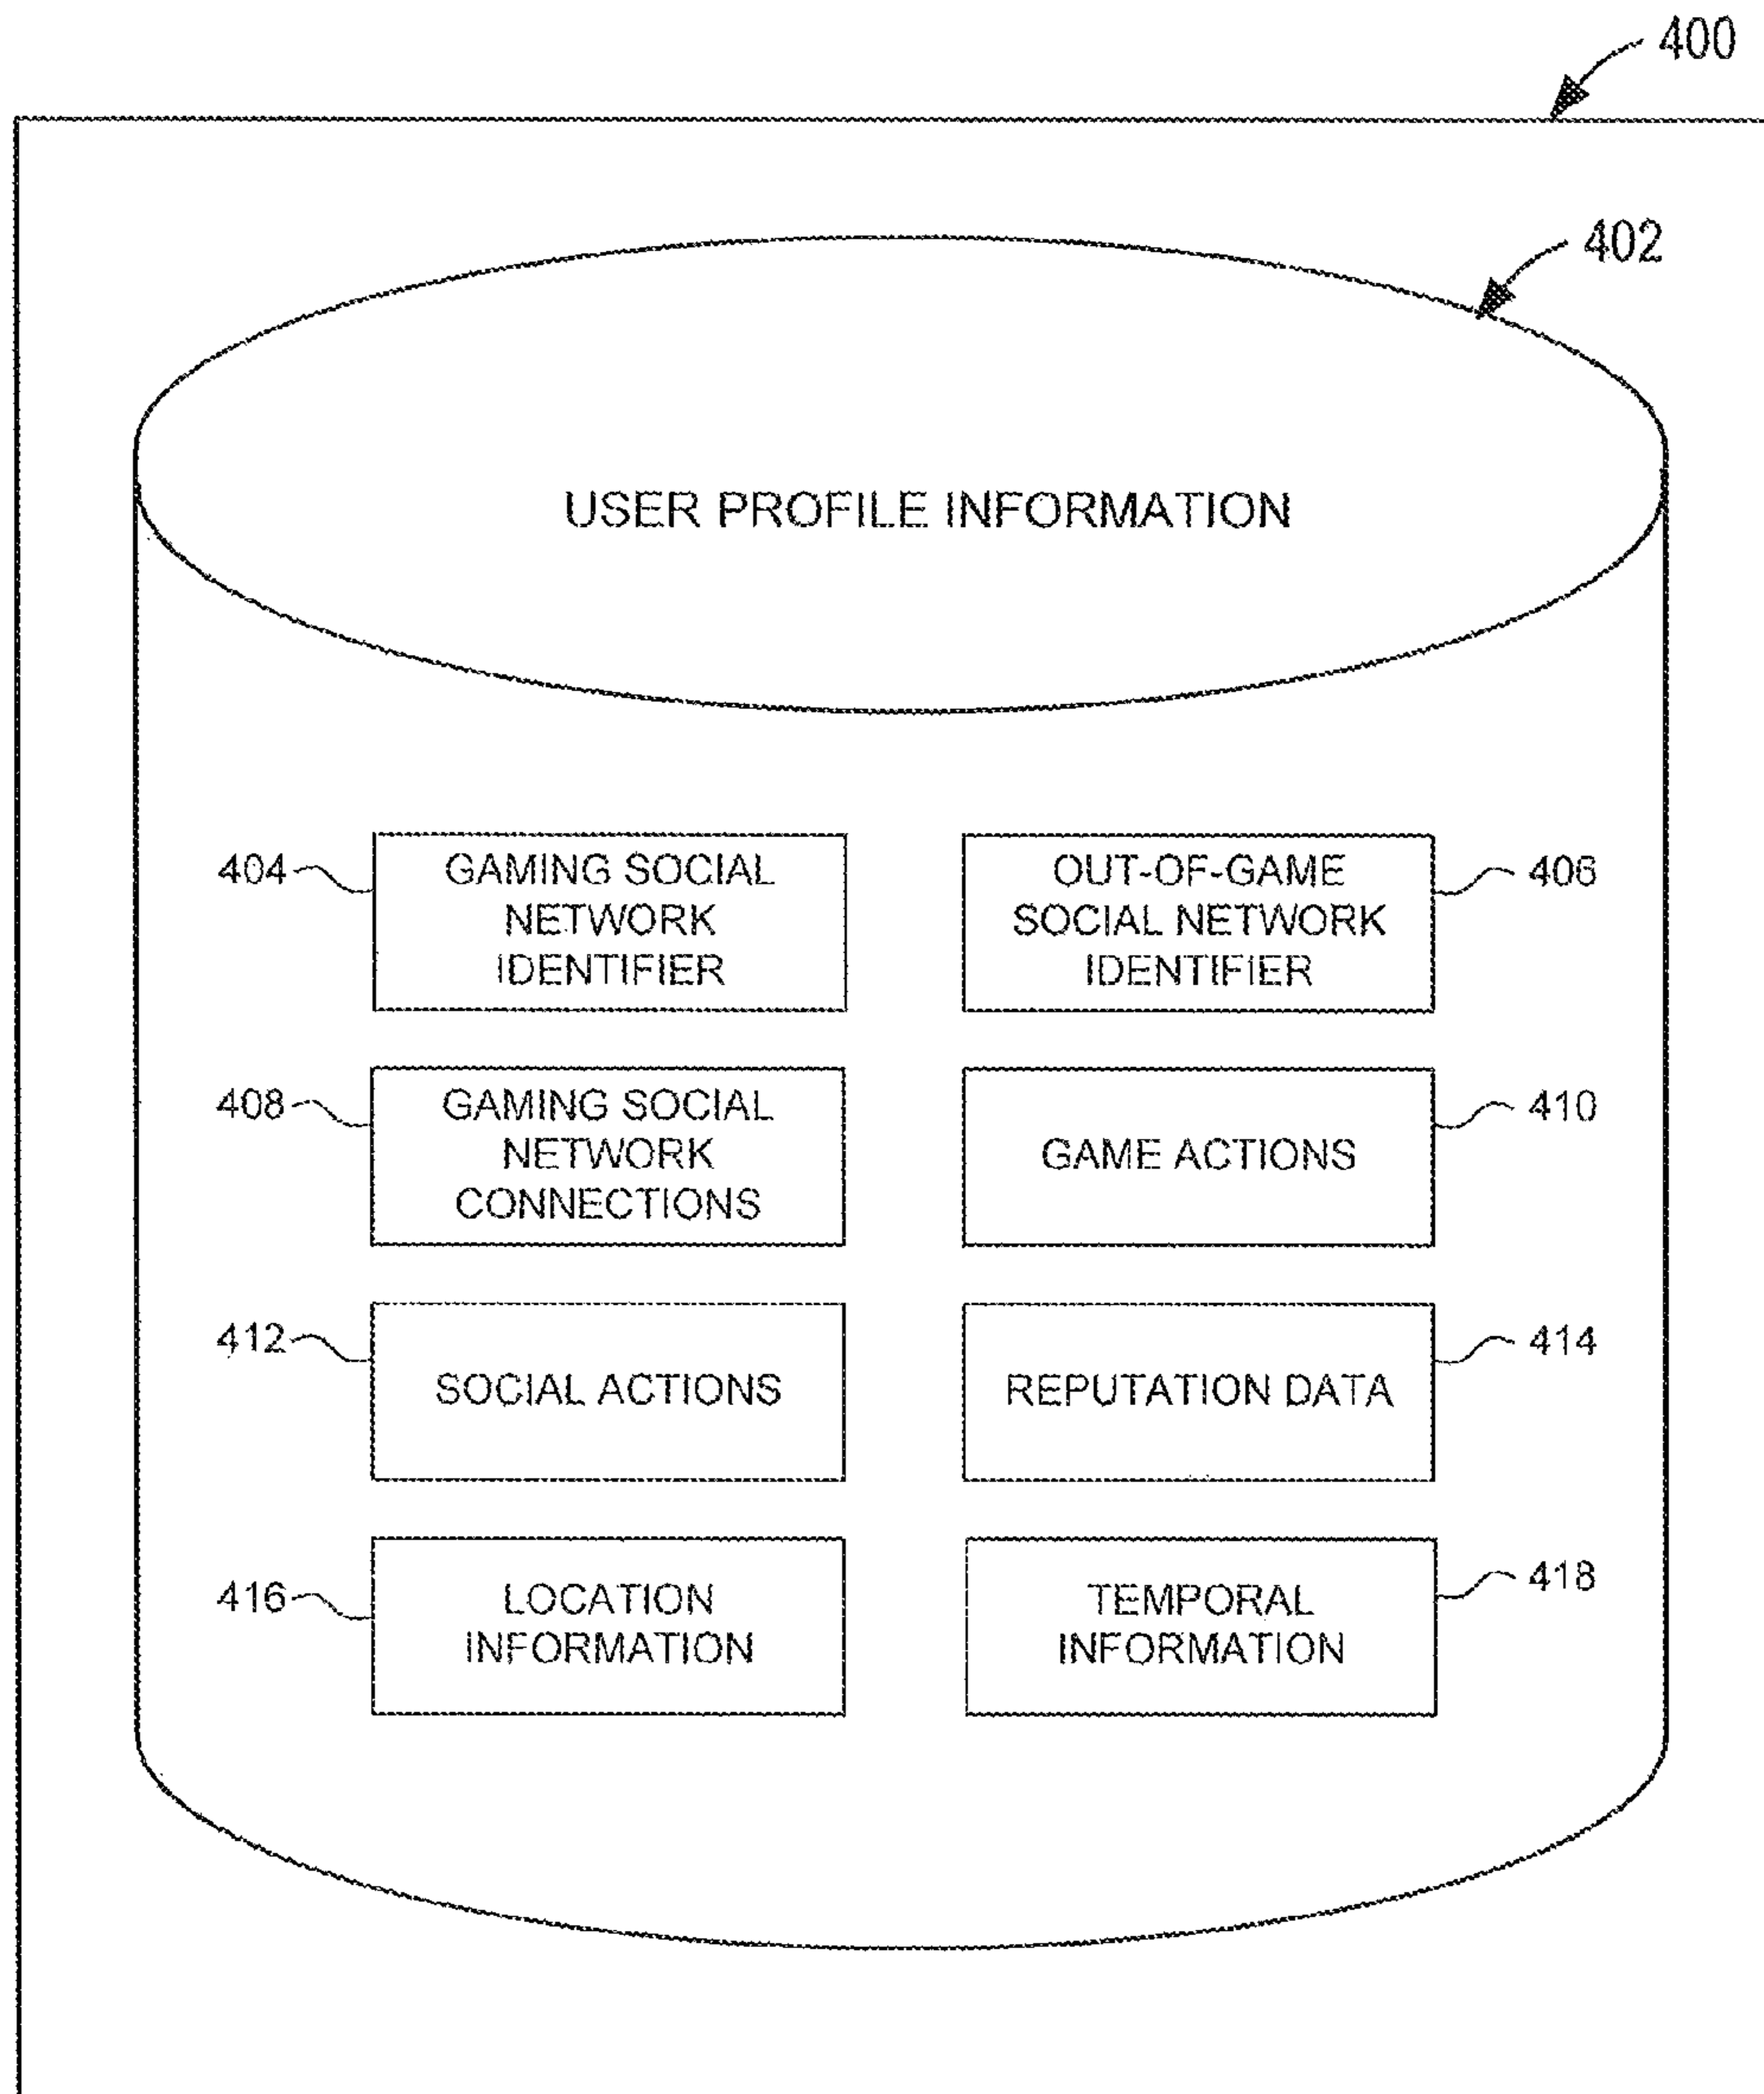 400
402
USER PROFILE INFORMATION
404
GAMING SOCIAL
NETWORK
IDENTIFIER
OUT-OF-GAME
SOCIAL NETWORK
IDENTIFIER
406
408
GAMING SOCIAL
NETWORK
CONNECTIONS
GAME ACTIONS
410
412
SOCIAL ACTIONS
REPUTATION DATA
414
416
LOCATION
INFORMATION
TEMPORAL
INFORMATION
418